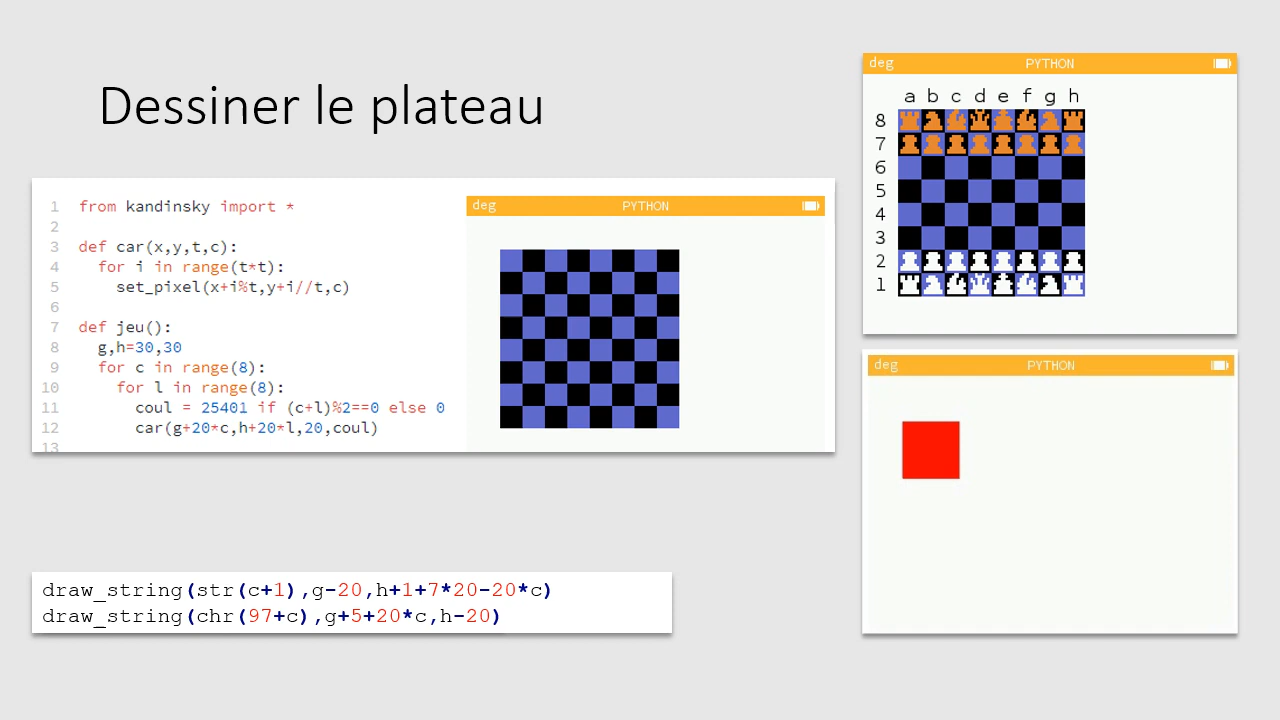 Dessiner le plateau
1 from kandinsky import *
2
3 def car(x,y,t,c):
4 for i in range(t*t):
5 set_pixel(x+i%t,y+i//t,c)
6
7 def jeu():
8 g,h=30,30
9 for c in range(8):
10 for l in range(8):
11 coul = 25401 if (c+l)%2==0 else 0
12 car(g+20*c,h+20*l,20,coul)
13
deg PYTHON
draw_string(str(c+1),g-20,h+1+7*20-20*c)
draw_string(chr(97+c),g+5+20*c,h-20)
deg PYTHON
a b c d e f g h
8
7
6
5
4
3
2
1
deg PYTHON